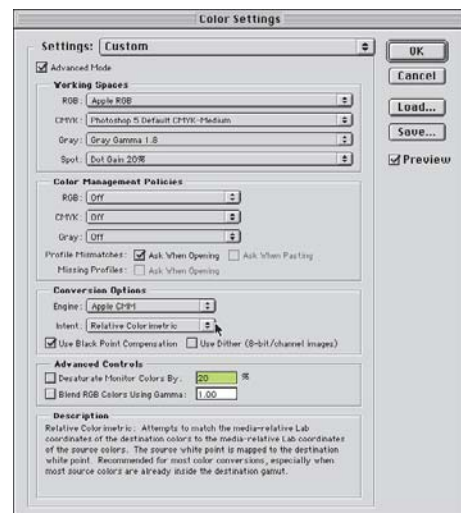 Color Settings
Settings: Custom
Advanced Mode
Working Spaces
RGB: Apple RGB
CMYK: Photoshop 5 Default CMYK-Medium
Gray: Gray Gamma 1.8
Spot: Dot Gain 20%
Color Management Policies
RGB: Off
CMYK: Off
Gray: Off
Profile Mismatches: Ask When Opening Ask When Pasting
Missing Profiles: Ask When Opening
Conversion Options
Engine: Apple CMM
Intent: Relative Colorimetric
Use Black Point Compensation Use Dither (8-bit/channel images)
Advanced Controls
Desaturate Monitor Colors By: 20 %
Blend RGB Colors Using Gamma: 1.00
Description
Relative Colorimetric: Attempts to match the media-relative Lab
coordinates of the destination colors to the media-relative Lab coordinates
of the source colors. The source white point is mapped to the destination
white point. Recommended for most color conversions, especially when
most source colors are already inside the destination gamut.
OK
Cancel
Load...
Save...
Preview